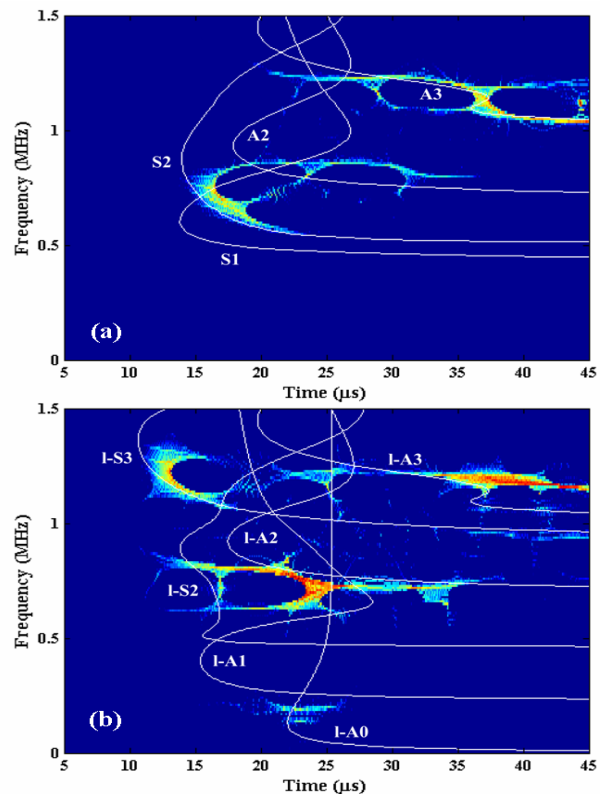 1.5
A3
Frequency (MHz)
1
A2
S2
0.5
S1
(a)
0
5 10 15 20 25 30 35 40 45
Time (μs)
1.5
l-S3
l-A3
Frequency (MHz)
1
l-A2
l-S2
0.5
l-A1
(b)
l-A0
0
5 10 15 20 25 30 35 40 45
Time (μs)